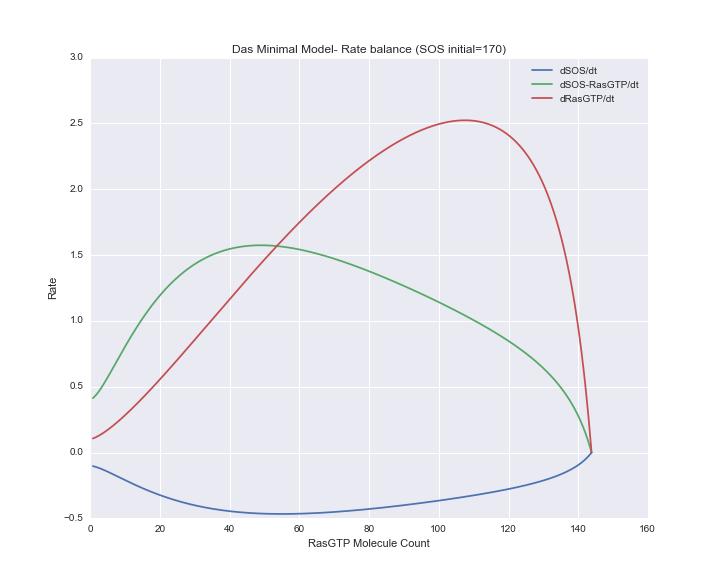 Das Minimal Model- Rate balance (SOS initial=170)
3.0
2.5
2.0
1.5
1.0
0.5
0.0
−0.5
dSOS/dt
dSOS-RasGTP/dt
dRasGTP/dt
Rate
0 20 40 60 80 100 120 140 160
RasGTP Molecule Count